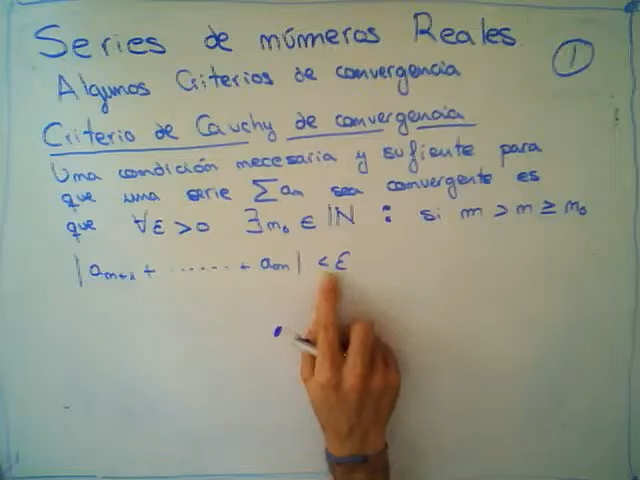 Series de números Reales
1
Algunos Criterios de convergencia
Criterio de Cauchy de convergencia
Una condición necesaria y sufiente para
que una serie ∑ an sea convergente es
que ∀ε > 0 ∃n₀ ∈ ℕ : si m > n ≥ n₀
|aₙ₊₁ + ...... + aₘ| < ε